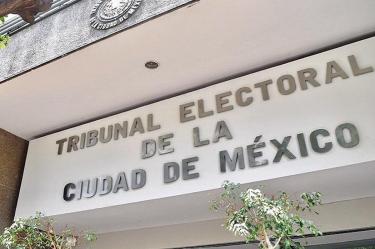 TRIBUNAL ELECTORAL
DE LA
CIUDAD DE MÉXICO